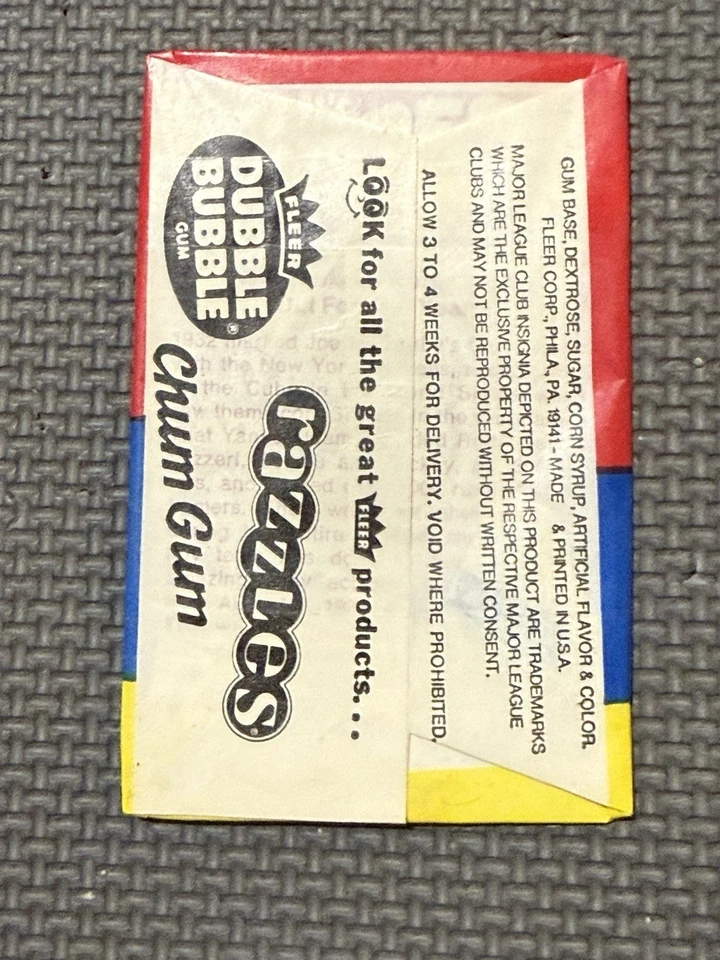 GUM BASE, DEXTROSE, SUGAR, CORN SYRUP, ARTIFICIAL FLAVOR & COLOR.
FLEER CORP., PHILA., PA. 19141 - MADE & PRINTED IN U.S.A.
MAJOR LEAGUE CLUB INSIGNIA DEPICTED ON THIS PRODUCT ARE TRADEMARKS
WHICH ARE THE EXCLUSIVE PROPERTY OF THE RESPECTIVE MAJOR LEAGUE
CLUBS AND MAY NOT BE REPRODUCED WITHOUT WRITTEN CONSENT.
ALLOW 3 TO 4 WEEKS FOR DELIVERY. VOID WHERE PROHIBITED.
LOOK for all the great FLEER products...
FLEER
DUBBLE
BUBBLE®
GUM
razzles®
Chum Gum